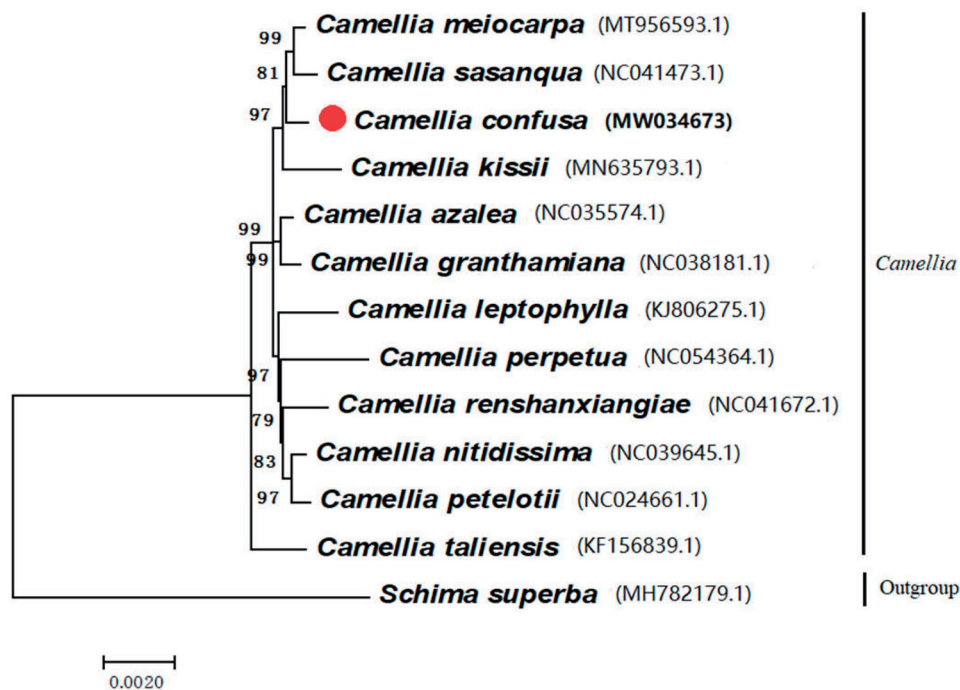 Camellia meiocarpa (MT956593.1)
99
81
Camellia sasanqua (NC041473.1)
97
Camellia confusa (MW034673)
Camellia kissii (MN635793.1)
Camellia azalea (NC035574.1)
99
99
Camellia granthamiana (NC038181.1)
Camellia
Camellia leptophylla (KJ806275.1)
Camellia perpetua (NC054364.1)
97
Camellia renshanxiangiae (NC041672.1)
79
Camellia nitidissima (NC039645.1)
83
97
Camellia petelotii (NC024661.1)
Camellia taliensis (KF156839.1)
Schima superba (MH782179.1)
Outgroup
0.0020